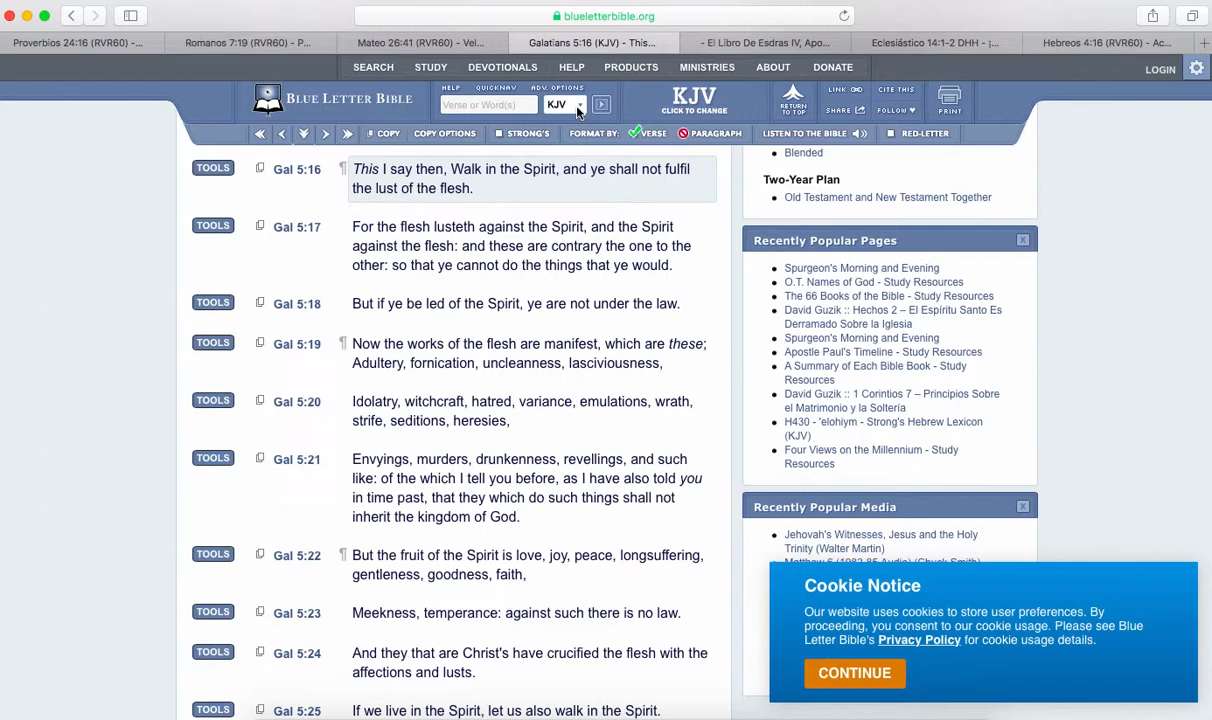 blueletterbible.org
Proverbios 24:16 (RVR60) -...
Romanos 7:19 (RVR60) - P...
Mateo 26:41 (RVR60) - Vel...
Galatians 5:16 (KJV) - This...
- El Libro De Esdras IV, Apo...
Eclesiástico 14:1-2 DHH - ¡...
Hebreos 4:16 (RVR60) - Ac...
SEARCH STUDY DEVOTIONALS HELP PRODUCTS MINISTRIES ABOUT DONATE
LOGIN
HELP QUICKNAV ADV. OPTIONS
BLUE LETTER BIBLE
Verse or Word(s)
KJV
KJV
CLICK TO CHANGE
RETURN
TO TOP
LINK CITE THIS
SHARE FOLLOW
PRINT
COPY COPY OPTIONS STRONG'S FORMAT BY: VERSE PARAGRAPH LISTEN TO THE BIBLE RED-LETTER
TOOLS Gal 5:16 ¶ This I say then, Walk in the Spirit, and ye shall not fulfil
the lust of the flesh.
TOOLS Gal 5:17 For the flesh lusteth against the Spirit, and the Spirit
against the flesh: and these are contrary the one to the
other: so that ye cannot do the things that ye would.
TOOLS Gal 5:18 But if ye be led of the Spirit, ye are not under the law.
TOOLS Gal 5:19 ¶ Now the works of the flesh are manifest, which are these;
Adultery, fornication, uncleanness, lasciviousness,
TOOLS Gal 5:20 Idolatry, witchcraft, hatred, variance, emulations, wrath,
strife, seditions, heresies,
TOOLS Gal 5:21 Envyings, murders, drunkenness, revellings, and such
like: of the which I tell you before, as I have also told you
in time past, that they which do such things shall not
inherit the kingdom of God.
TOOLS Gal 5:22 ¶ But the fruit of the Spirit is love, joy, peace, longsuffering,
gentleness, goodness, faith,
TOOLS Gal 5:23 Meekness, temperance: against such there is no law.
TOOLS Gal 5:24 And they that are Christ's have crucified the flesh with the
affections and lusts.
TOOLS Gal 5:25 If we live in the Spirit, let us also walk in the Spirit.
Blended
Two-Year Plan
Old Testament and New Testament Together
Recently Popular Pages
Spurgeon's Morning and Evening
O.T. Names of God - Study Resources
The 66 Books of the Bible - Study Resources
David Guzik :: Hechos 2 – El Espíritu Santo Es
Derramado Sobre la Iglesia
Spurgeon's Morning and Evening
Apostle Paul's Timeline - Study Resources
A Summary of Each Bible Book - Study
Resources
David Guzik :: 1 Corintios 7 – Principios Sobre
el Matrimonio y la Soltería
H430 - 'elohiym - Strong's Hebrew Lexicon
(KJV)
Four Views on the Millennium - Study
Resources
Recently Popular Media
Jehovah's Witnesses, Jesus and the Holy
Trinity (Walter Martin)
Cookie Notice
Our website uses cookies to store user preferences. By
proceeding, you consent to our cookie usage. Please see Blue
Letter Bible's Privacy Policy for cookie usage details.
CONTINUE